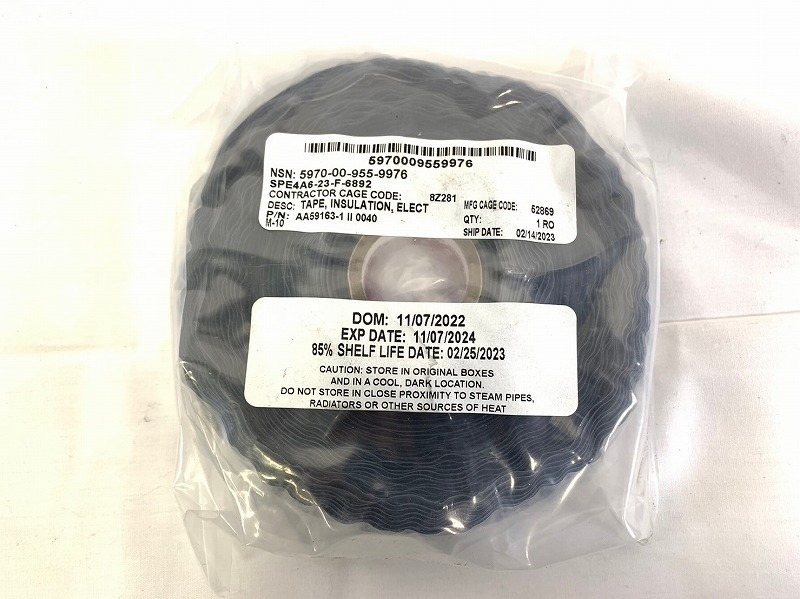 5970009559976
NSN: 5970-00-955-9976
SPE4A6-23-F-6892
CONTRACTOR CAGE CODE: 8Z281 MFG CAGE CODE: 52869
DESC: TAPE, INSULATION, ELECT QTY: 1 RO
P/N: AA59163-1 II 0040 SHIP DATE: 02/14/2023
M-10
DOM: 11/07/2022
EXP DATE: 11/07/2024
85% SHELF LIFE DATE: 02/25/2023
CAUTION: STORE IN ORIGINAL BOXES
AND IN A COOL, DARK LOCATION.
DO NOT STORE IN CLOSE PROXIMITY TO STEAM PIPES,
RADIATORS OR OTHER SOURCES OF HEAT